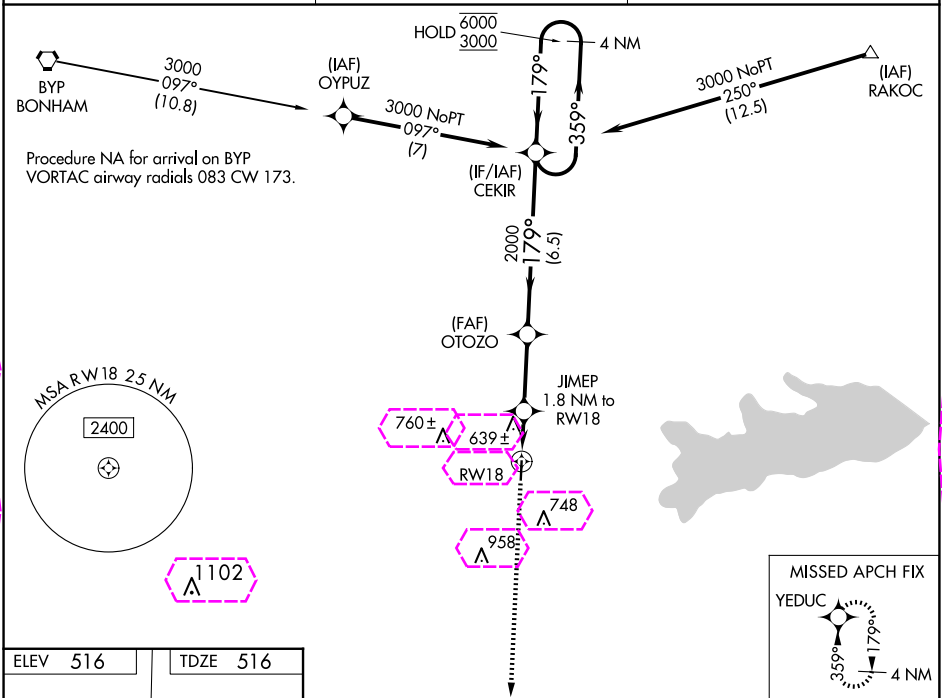 HOLD 6000
3000
4 NM
BYP
BONHAM
3000
097°
(10.8)
(IAF)
OYPUZ
3000 NoPT
097°
(7)
179°
359°
3000 NoPT
250°
(12.5)
(IAF)
RAKOC
Procedure NA for arrival on BYP
VORTAC airway radials 083 CW 173.
(IF/IAF)
CEKIR
2000
179°
(6.5)
(FAF)
OTOZO
JIMEP
1.8 NM to
RW18
MSA RW18 25 NM
2400
760 ±
639 ±
RW18
748
958
1102
MISSED APCH FIX
YEDUC
359°
179°
4 NM
ELEV 516
TDZE 516